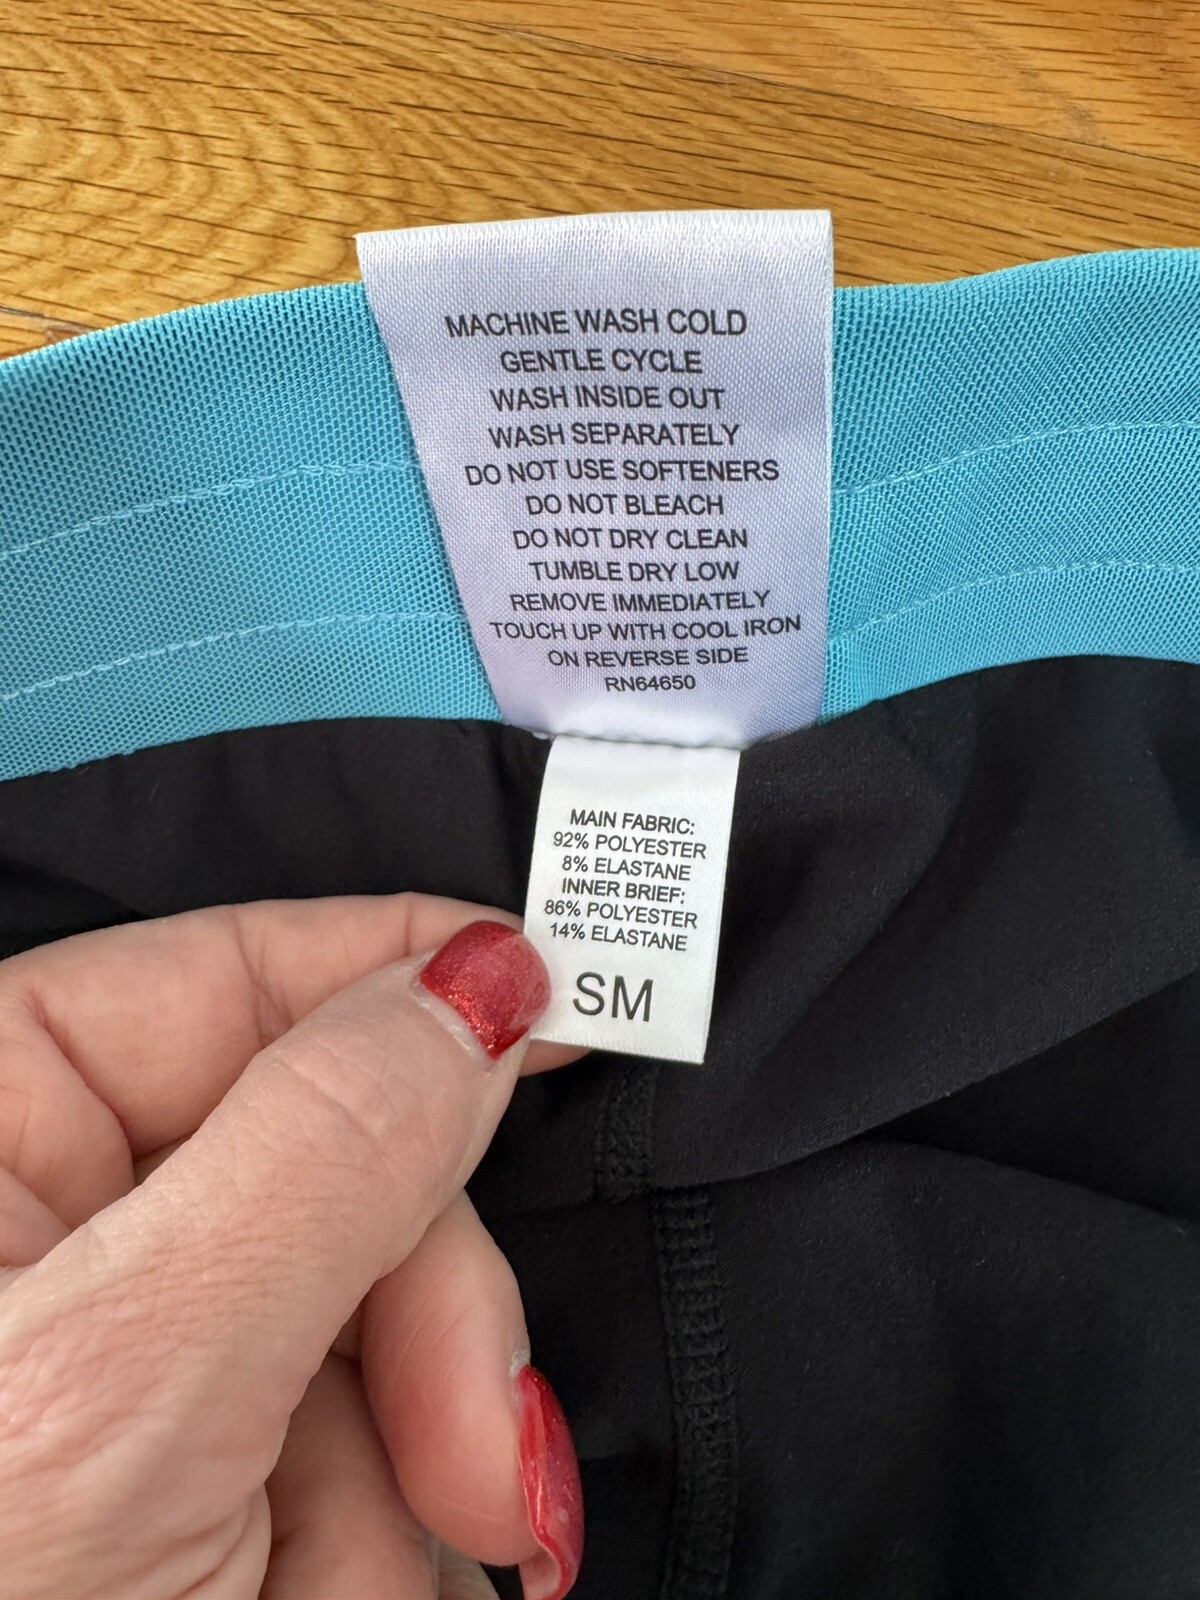 MACHINE WASH COLD
GENTLE CYCLE
WASH INSIDE OUT
WASH SEPARATELY
DO NOT USE SOFTENERS
DO NOT BLEACH
DO NOT DRY CLEAN
TUMBLE DRY LOW
REMOVE IMMEDIATELY
TOUCH UP WITH COOL IRON
ON REVERSE SIDE
RN64650
MAIN FABRIC:
92% POLYESTER
8% ELASTANE
INNER BRIEF:
86% POLYESTER
14% ELASTANE
SM